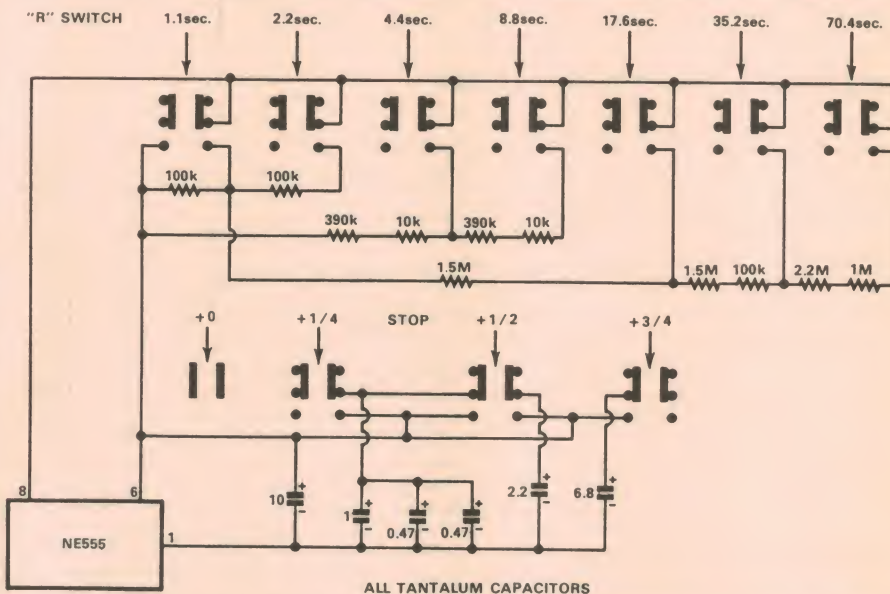 "R" SWITCH 1.1sec. 2.2sec. 4.4sec. 8.8sec. 17.6sec. 35.2sec. 70.4sec.
100k 100k
390k 10k 390k 10k
1.5M 1.5M 100k 2.2M 1M
+0 +1/4 STOP +1/2 +3/4
8 6
10 + - 1 + - 0.47 + - 0.47 + - 2.2 + - 6.8 + -
NE555 1
ALL TANTALUM CAPACITORS